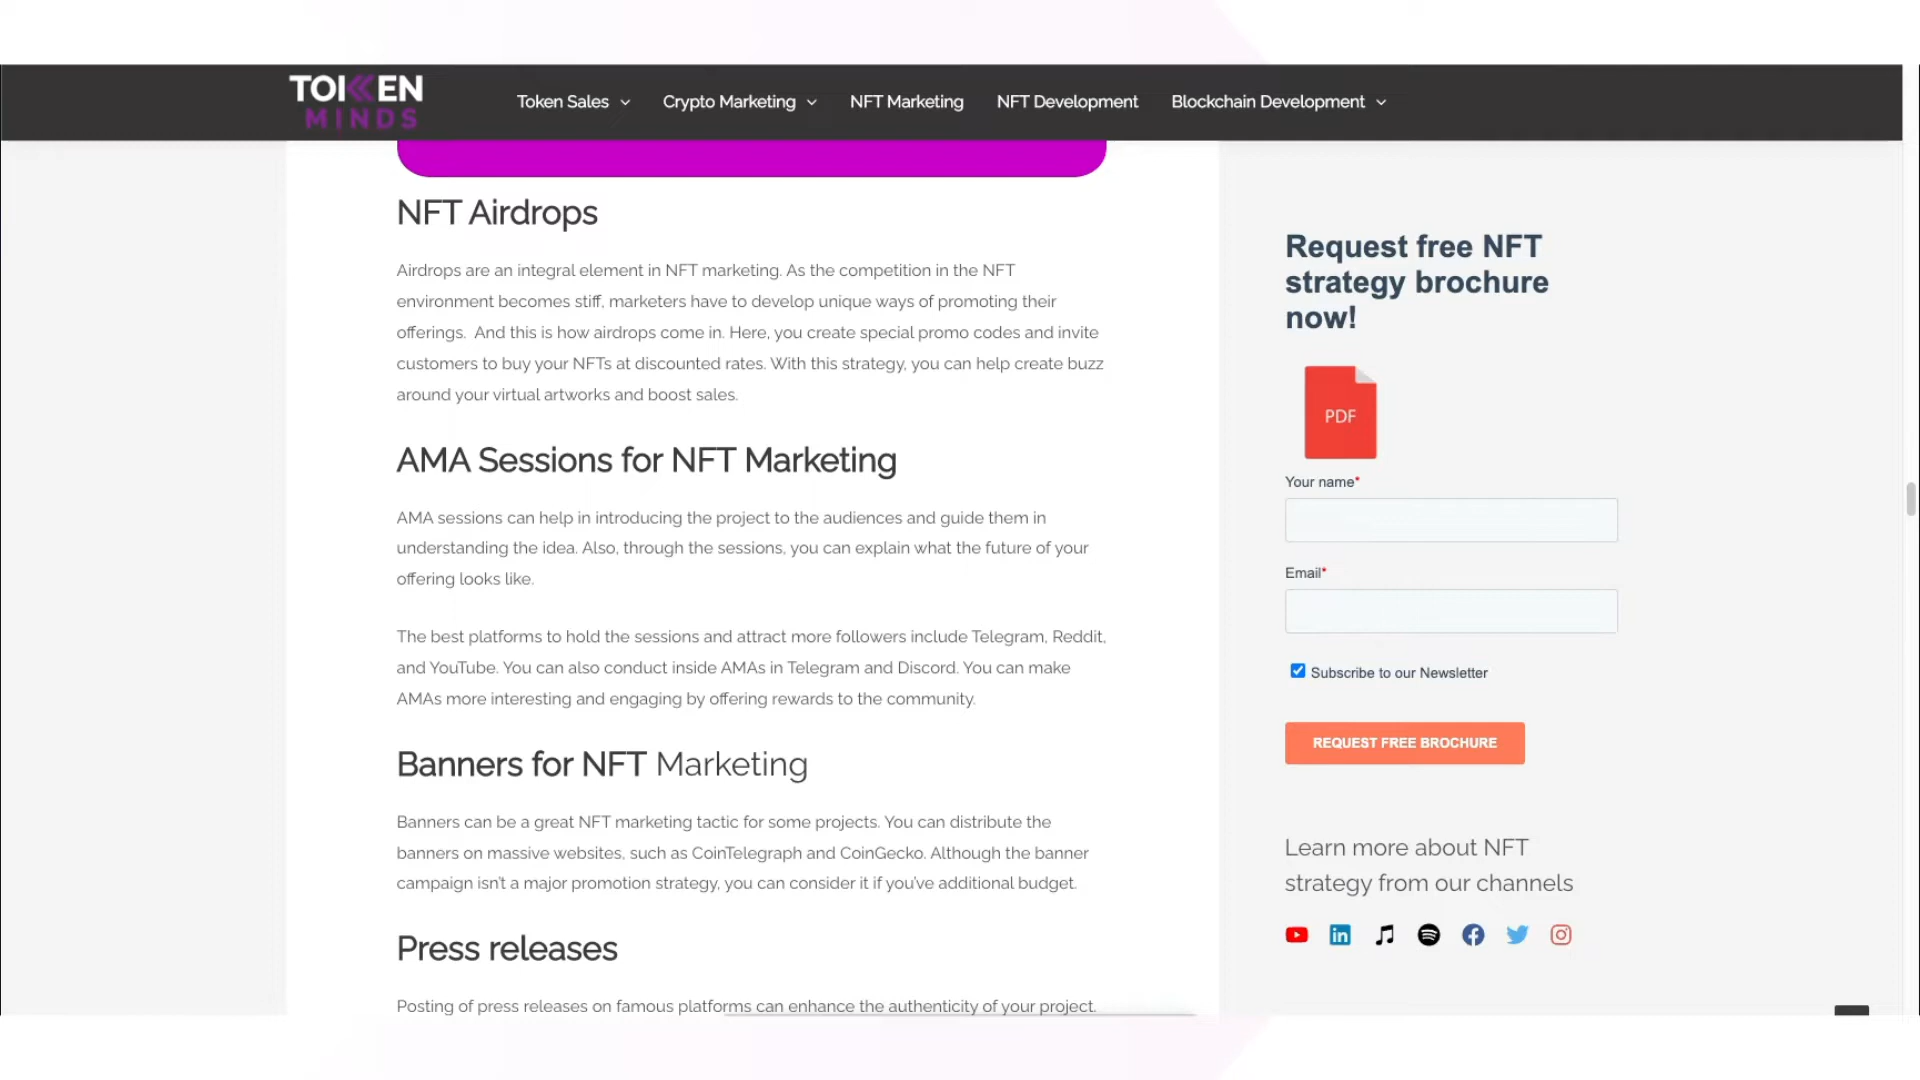 TOKEN
MINDS
Token Sales
Crypto Marketing
NFT Marketing
NFT Development
Blockchain Development
NFT Airdrops
Airdrops are an integral element in NFT marketing. As the competition in the NFT
environment becomes stiff, marketers have to develop unique ways of promoting their
offerings.  And this is how airdrops come in. Here, you create special promo codes and invite
customers to buy your NFTs at discounted rates. With this strategy, you can help create buzz
around your virtual artworks and boost sales.
AMA Sessions for NFT Marketing
AMA sessions can help in introducing the project to the audiences and guide them in
understanding the idea. Also, through the sessions, you can explain what the future of your
offering looks like.
The best platforms to hold the sessions and attract more followers include Telegram, Reddit,
and YouTube. You can also conduct inside AMAs in Telegram and Discord. You can make
AMAs more interesting and engaging by offering rewards to the community.
Banners for NFT Marketing
Banners can be a great NFT marketing tactic for some projects. You can distribute the
banners on massive websites, such as CoinTelegraph and CoinGecko. Although the banner
campaign isn't a major promotion strategy, you can consider it if you've additional budget.
Press releases
Posting of press releases on famous platforms can enhance the authenticity of your project.
Request free NFT
strategy brochure
now!
PDF
Your name*
Email*
Subscribe to our Newsletter
REQUEST FREE BROCHURE
Learn more about NFT
strategy from our channels
in